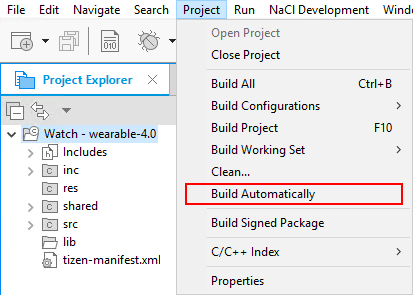 File Edit Source Search Project Run NaCl Development
Open Project
Close Project
Build All Ctrl+B
Build Configurations
Build Project F10
Build Working Set
Clean...
Build Automatically
Build Signed Package
C/C++ Index
Properties
Project Explorer
Watch - wearable-4.0
Includes
inc
res
shared
src
lib
tizen-manifest.xml